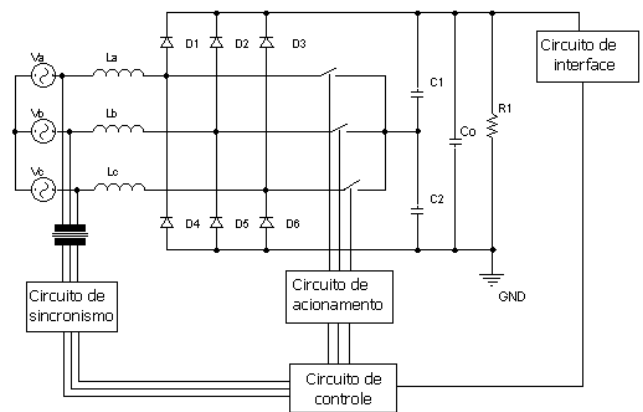 D1
D2
D3
Circuito de
interface
Va
La
C1
R1
Vb
Lb
Co
Vc
Lc
C2
D4
D5
D6
Circuito de
sincronismo
Circuito de
acionamento
GND
Circuito de
controle